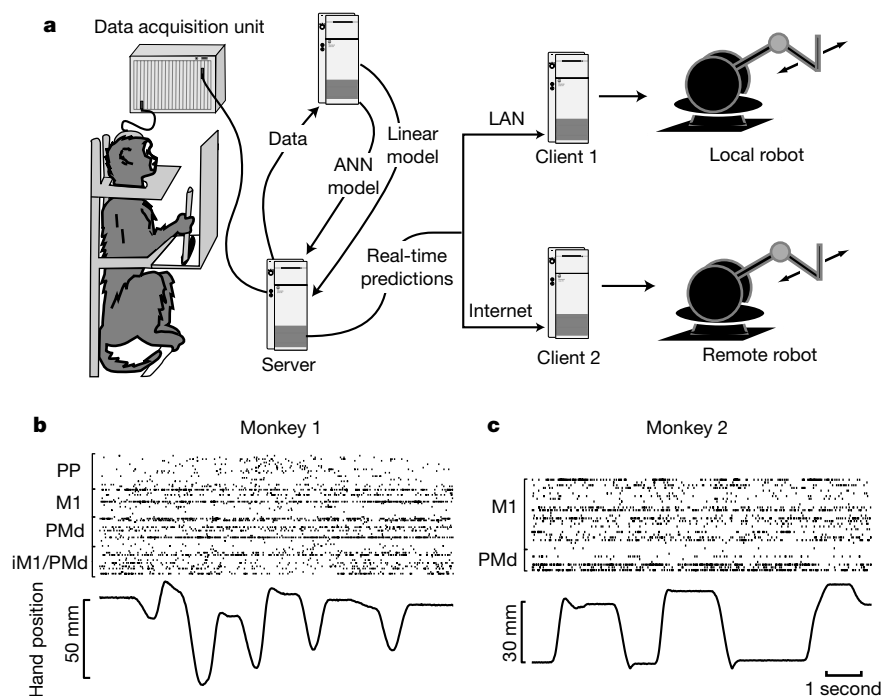 a
Data acquisition unit
Data
ANN
model
Linear
model
Server
Real-time
predictions
LAN
Internet
Client 1
Local robot
Client 2
Remote robot
b
Monkey 1
PP
M1
PMd
iM1/PMd
Hand position
50 mm
c
Monkey 2
M1
PMd
30 mm
1 second